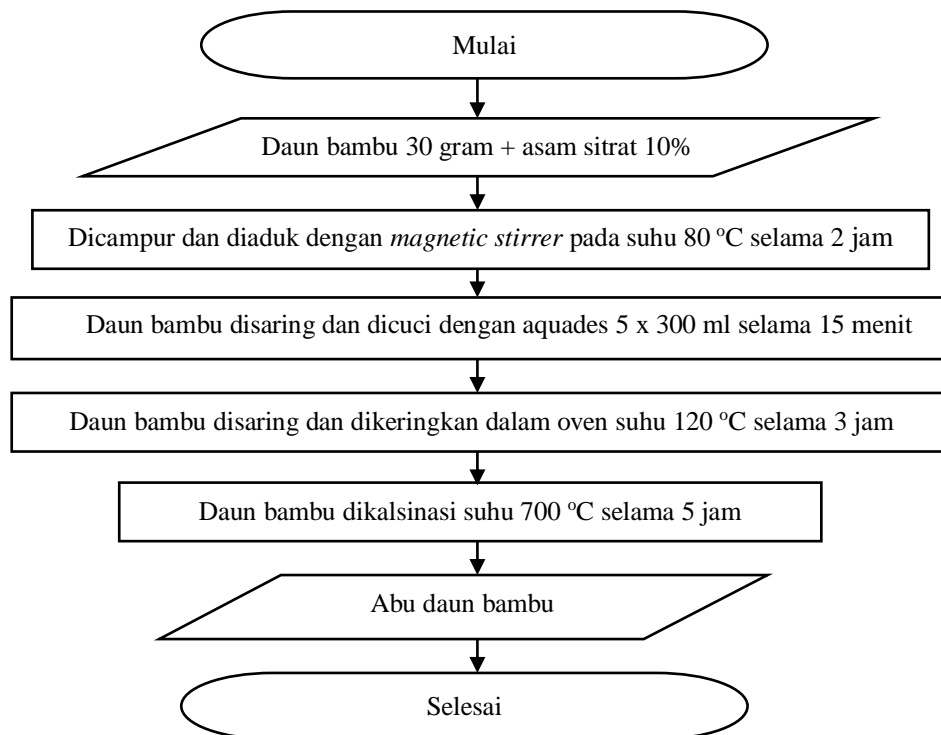 Mulai
Daun bambu 30 gram + asam sitrat 10%
Dicampur dan diaduk dengan magnetic stirrer pada suhu 80 °C selama 2 jam
Daun bambu disaring dan dicuci dengan aquades 5 x 300 ml selama 15 menit
Daun bambu disaring dan dikeringkan dalam oven suhu 120 °C selama 3 jam
Daun bambu dikalsinasi suhu 700 °C selama 5 jam
Abu daun bambu
Selesai